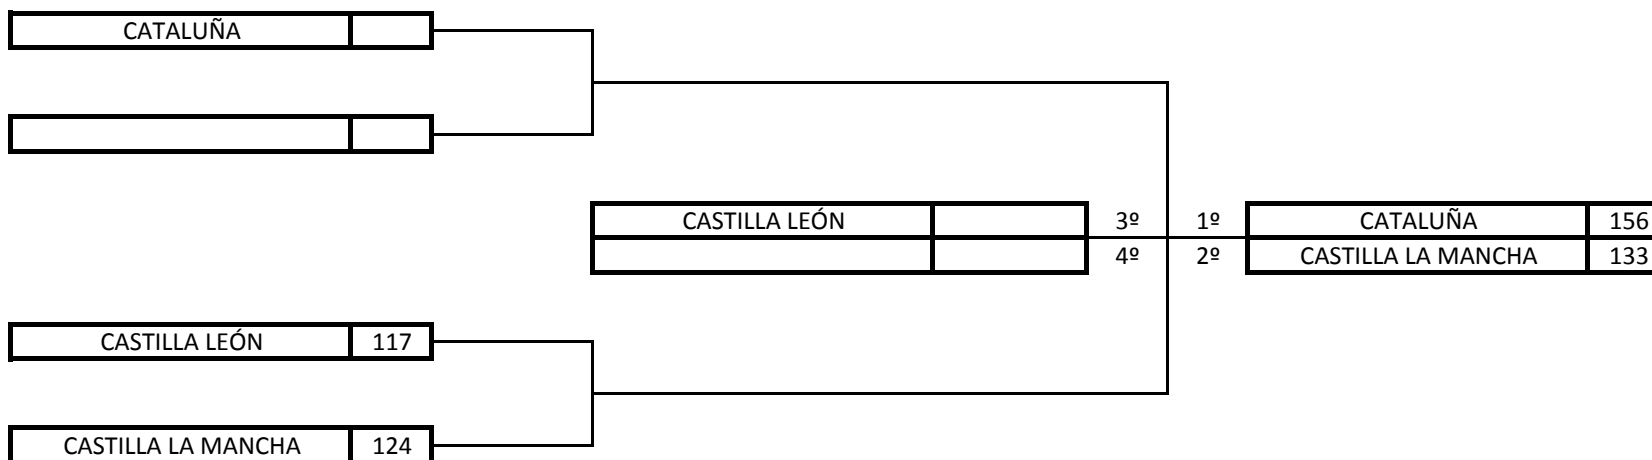 CATALUÑA
CASTILLA LEÓN 3º 1º CATALUÑA 156
4º 2º CASTILLA LA MANCHA 133
CASTILLA LEÓN 117
CASTILLA LA MANCHA 124